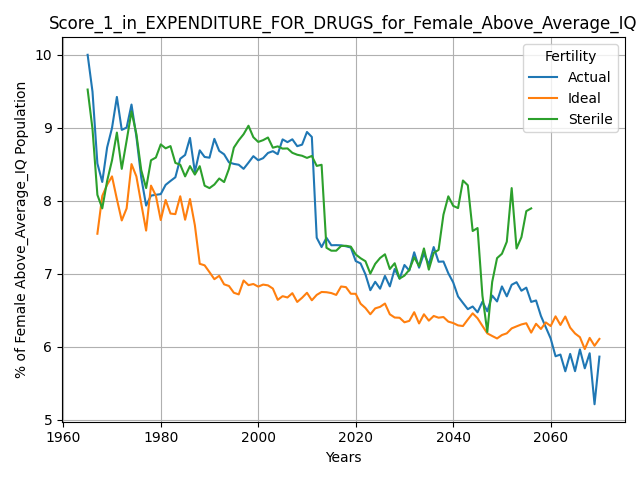 Score_1_in_EXPENDITURE_FOR_DRUGS_for_Female_Above_Average_IQ
% of Female Above_Average_IQ Population
10
9
8
7
6
5
Fertility
Actual
Ideal
Sterile
1960 1980 2000 2020 2040 2060
Years